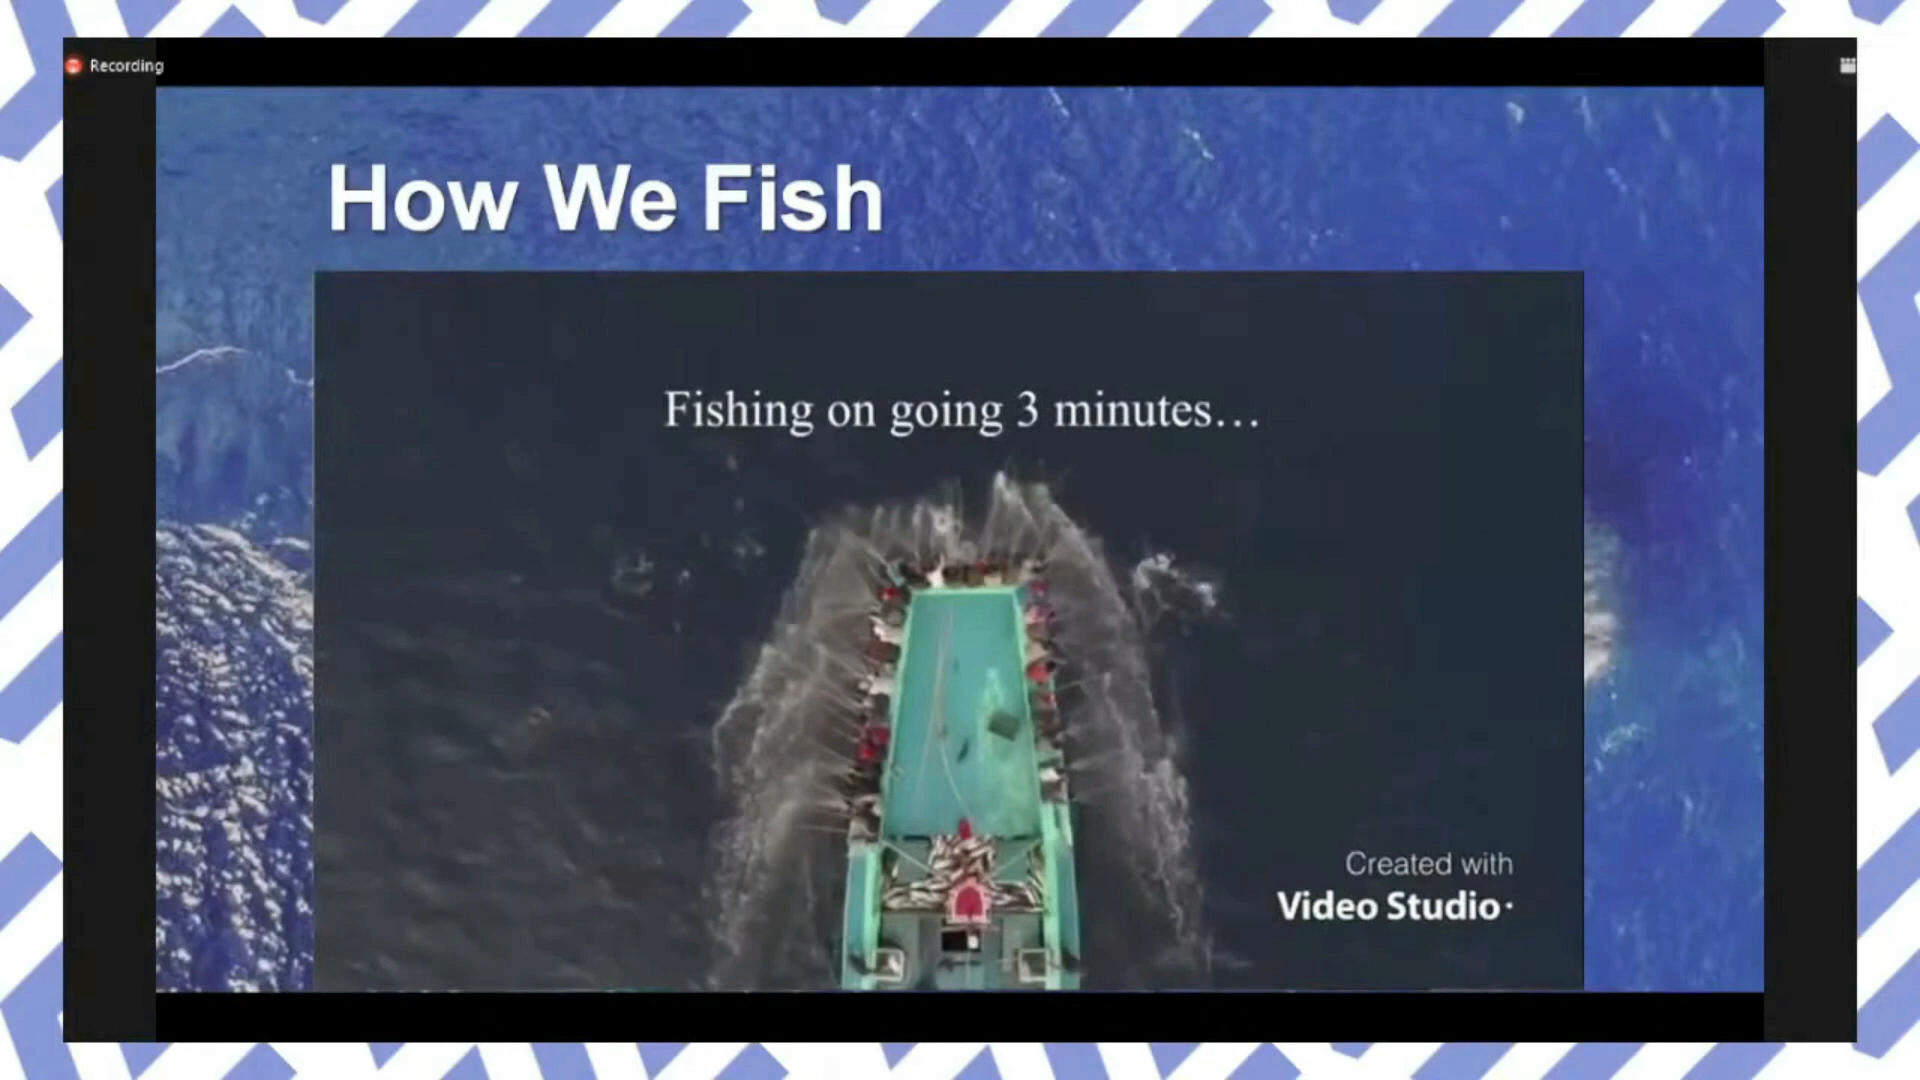 Recording
How We Fish
Fishing on going 3 minutes...
Created with
Video Studio